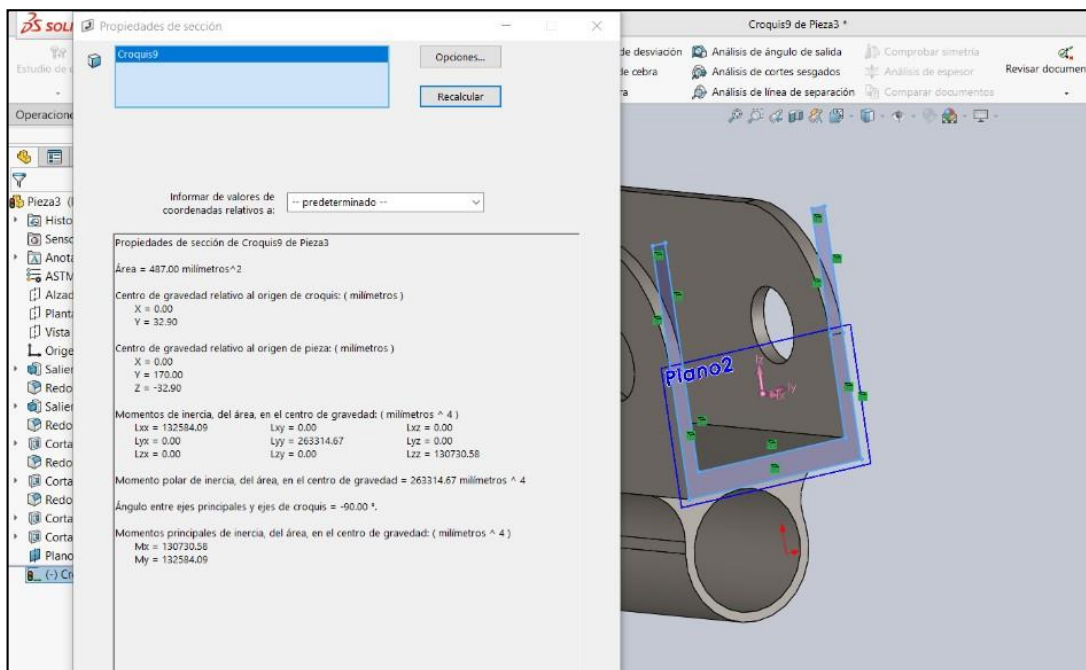 SOLI
Propiedades de sección
Croquis9 de Pieza3 *
Croquis9
Opciones...
Recalcular
Estudio de
de desviación
Análisis de ángulo de salida
Comprobar simetría
de cebra
Análisis de cortes sesgados
Análisis de espesor
Revisar documen
Análisis de línea de separación
Comparar documentos
Operacione
Informar de valores de
coordenadas relativos a:
-- predeterminado --
Pieza3 (
Histo
Senso
Anota
ASTM
Alzad
Planta
Vista
Orige
Salien
Redo
Salien
Redo
Corta
Redo
Corta
Redo
Corta
Corta
Plano
(-) Cr
Propiedades de sección de Croquis9 de Pieza3
Área = 487.00 milímetros^2
Centro de gravedad relativo al origen de croquis: ( milímetros )
X = 0.00
Y = 32.90
Centro de gravedad relativo al origen de pieza: ( milímetros )
X = 0.00
Y = 170.00
Z = -32.90
Momentos de inercia, del área, en el centro de gravedad: ( milímetros ^ 4 )
Lxx = 132584.09 Lxy = 0.00 Lxz = 0.00
Lyx = 0.00 Lyy = 263314.67 Lyz = 0.00
Lzx = 0.00 Lzy = 0.00 Lzz = 130730.58
Momento polar de inercia, del área, en el centro de gravedad = 263314.67 milímetros ^ 4
Ángulo entre ejes principales y ejes de croquis = -90.00 °.
Momentos principales de inercia, del área, en el centro de gravedad: ( milímetros ^ 4 )
Mx = 130730.58
My = 132584.09
Plano2